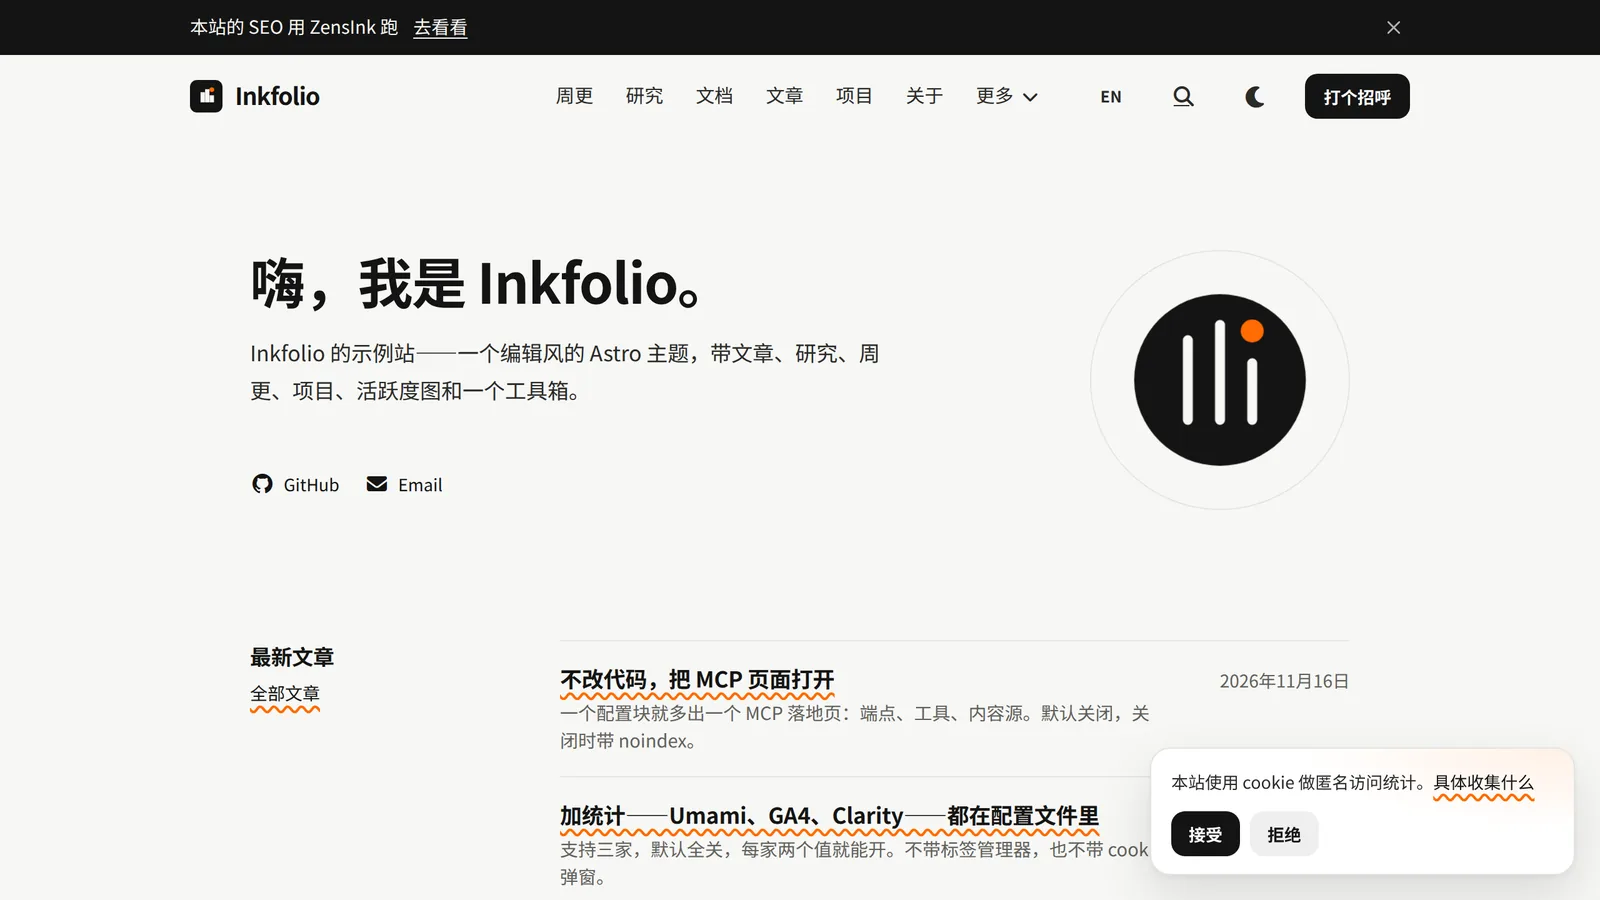 本站的 SEO 用 ZensInk 跑 去看看
Inkfolio
周更 研究 文档 文章 项目 关于 更多 EN 打个招呼
嗨，我是 Inkfolio。
Inkfolio 的示例站——一个编辑风的 Astro 主题，带文章、研究、周
更、项目、活跃度图和一个工具箱。
GitHub Email
最新文章
全部文章
不改代码，把 MCP 页面打开 2026年11月16日
一个配置块就多出一个 MCP 落地页：端点、工具、内容源。默认关闭，关
闭时带 noindex。
加统计——Umami、GA4、Clarity——都在配置文件里
支持三家，默认全关，每家两个值就能开。不带标签管理器，也不带 cook
弹窗。
本站使用 cookie 做匿名访问统计。具体收集什么
接受 拒绝